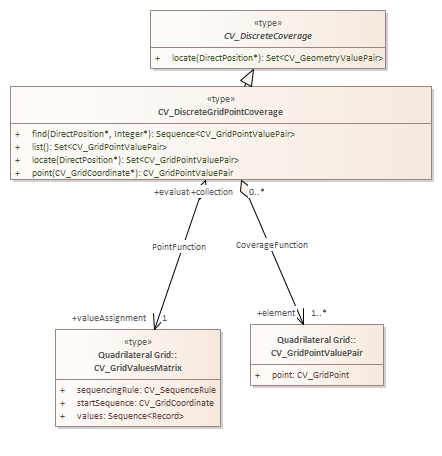 «type»
CV_DiscreteCoverage
+ locate(DirectPosition*): Set<CV_GeometryValuePair>
«type»
CV_DiscreteGridPointCoverage
+ find(DirectPosition*, Integer*): Sequence<CV_GridPointValuePair>
+ list(): Set<CV_GridPointValuePair>
+ locate(DirectPosition*): Set<CV_GridPointValuePair>
+ point(CV_GridCoordinate*): CV_GridPointValuePair
+evaluat +collection 0..*
PointFunction
CoverageFunction
+valueAssignment 1
+element 1..*
«type»
Quadrilateral Grid::
CV_GridValuesMatrix
+ sequencingRule: CV_SequenceRule
+ startSequence: CV_GridCoordinate
+ values: Sequence<Record>
Quadrilateral Grid::
CV_GridPointValuePair
+ point: CV_GridPoint